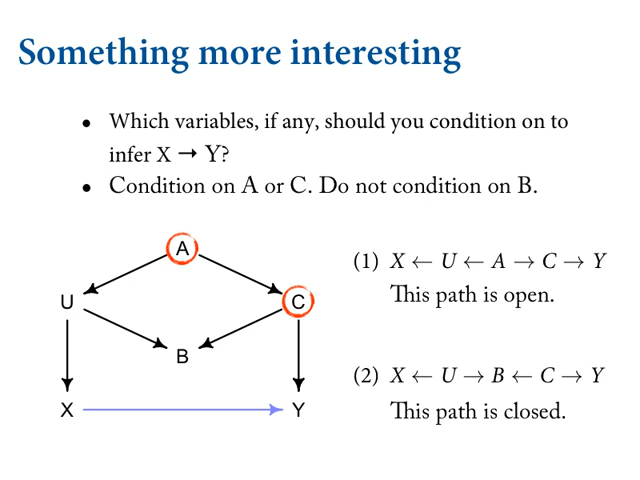 Something more interesting
• Which variables, if any, should you condition on to
infer X → Y?
• Condition on A or C. Do not condition on B.
A
U
C
B
X
Y
(1) X ← U ← A → C → Y
This path is open.
(2) X ← U → B ← C → Y
This path is closed.